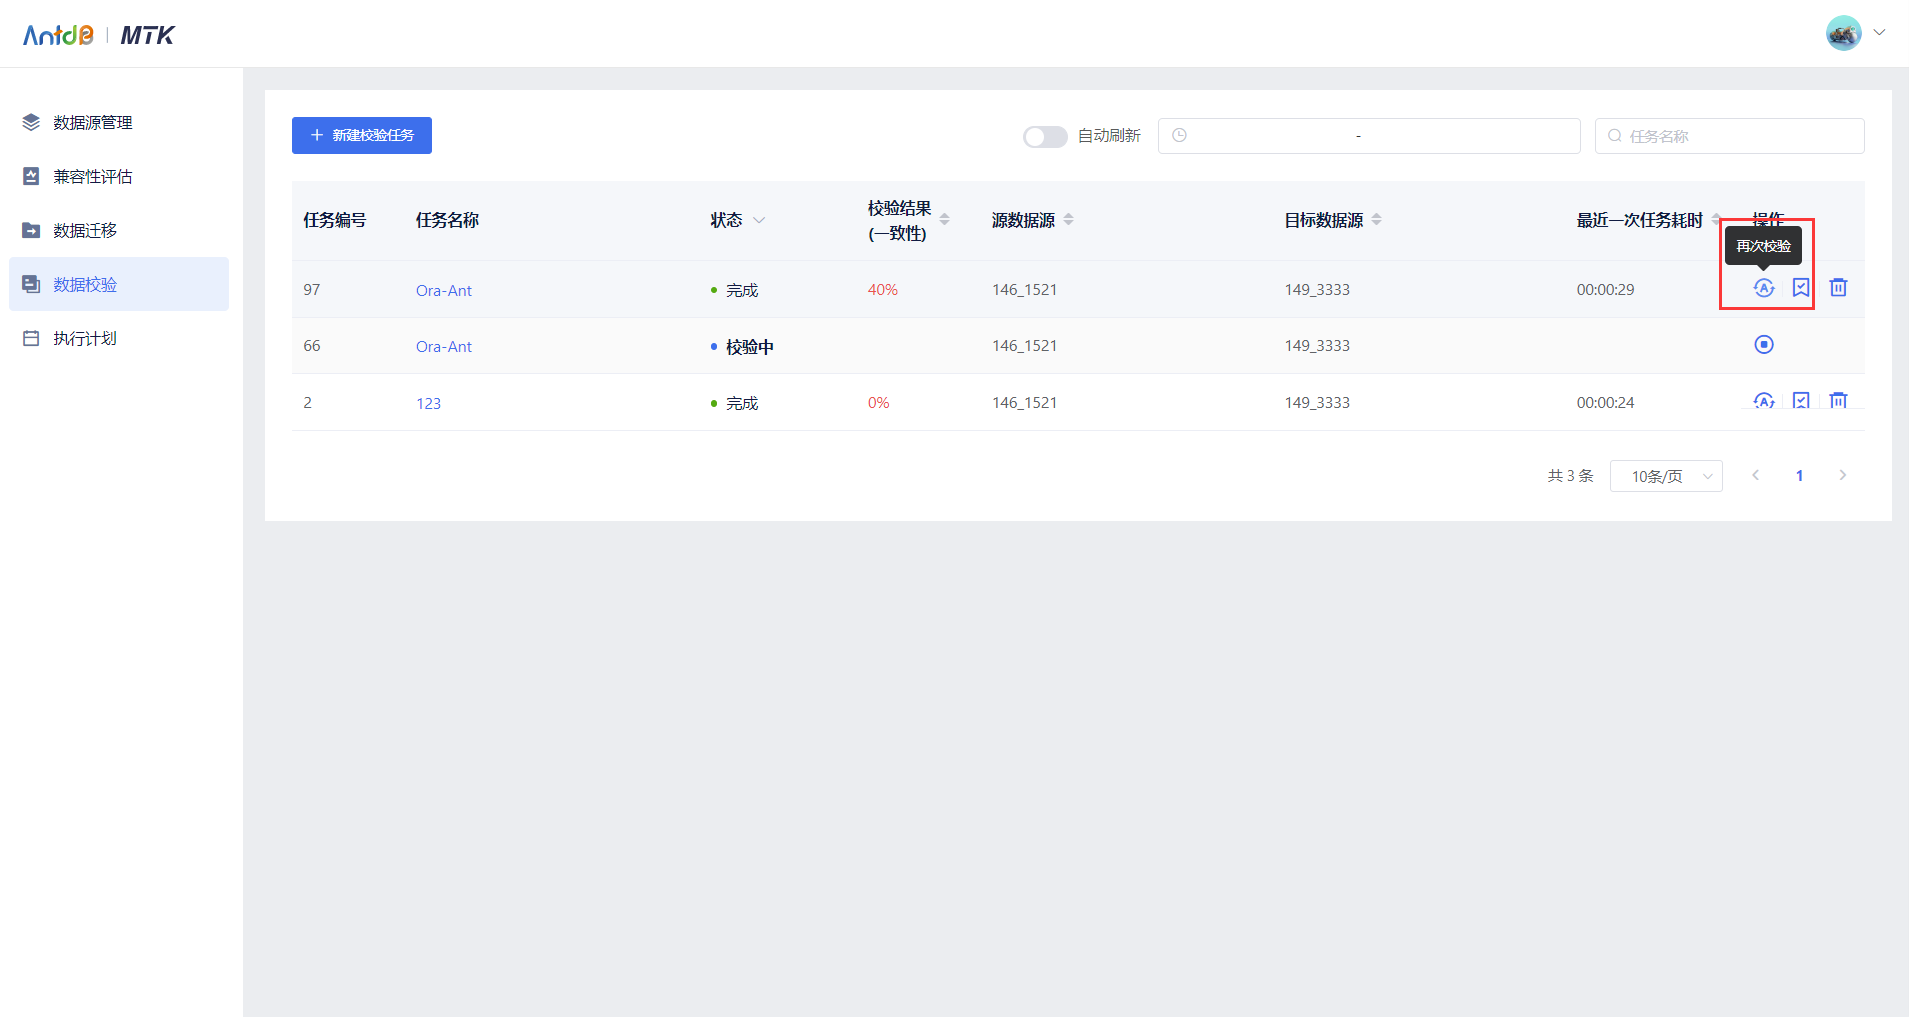 AntdB | MTK
数据源管理
兼容性评估
数据迁移
数据校验
执行计划
+ 新建校验任务
自动刷新
-
任务名称
任务编号 任务名称 状态 校验结果 (一致性) 源数据源 目标数据源 最近一次任务耗时 操作
再次校验
97 Ora-Ant 完成 40% 146_1521 149_3333 00:00:29
66 Ora-Ant 校验中 146_1521 149_3333
2 123 完成 0% 146_1521 149_3333 00:00:24
共 3 条 10条/页 1